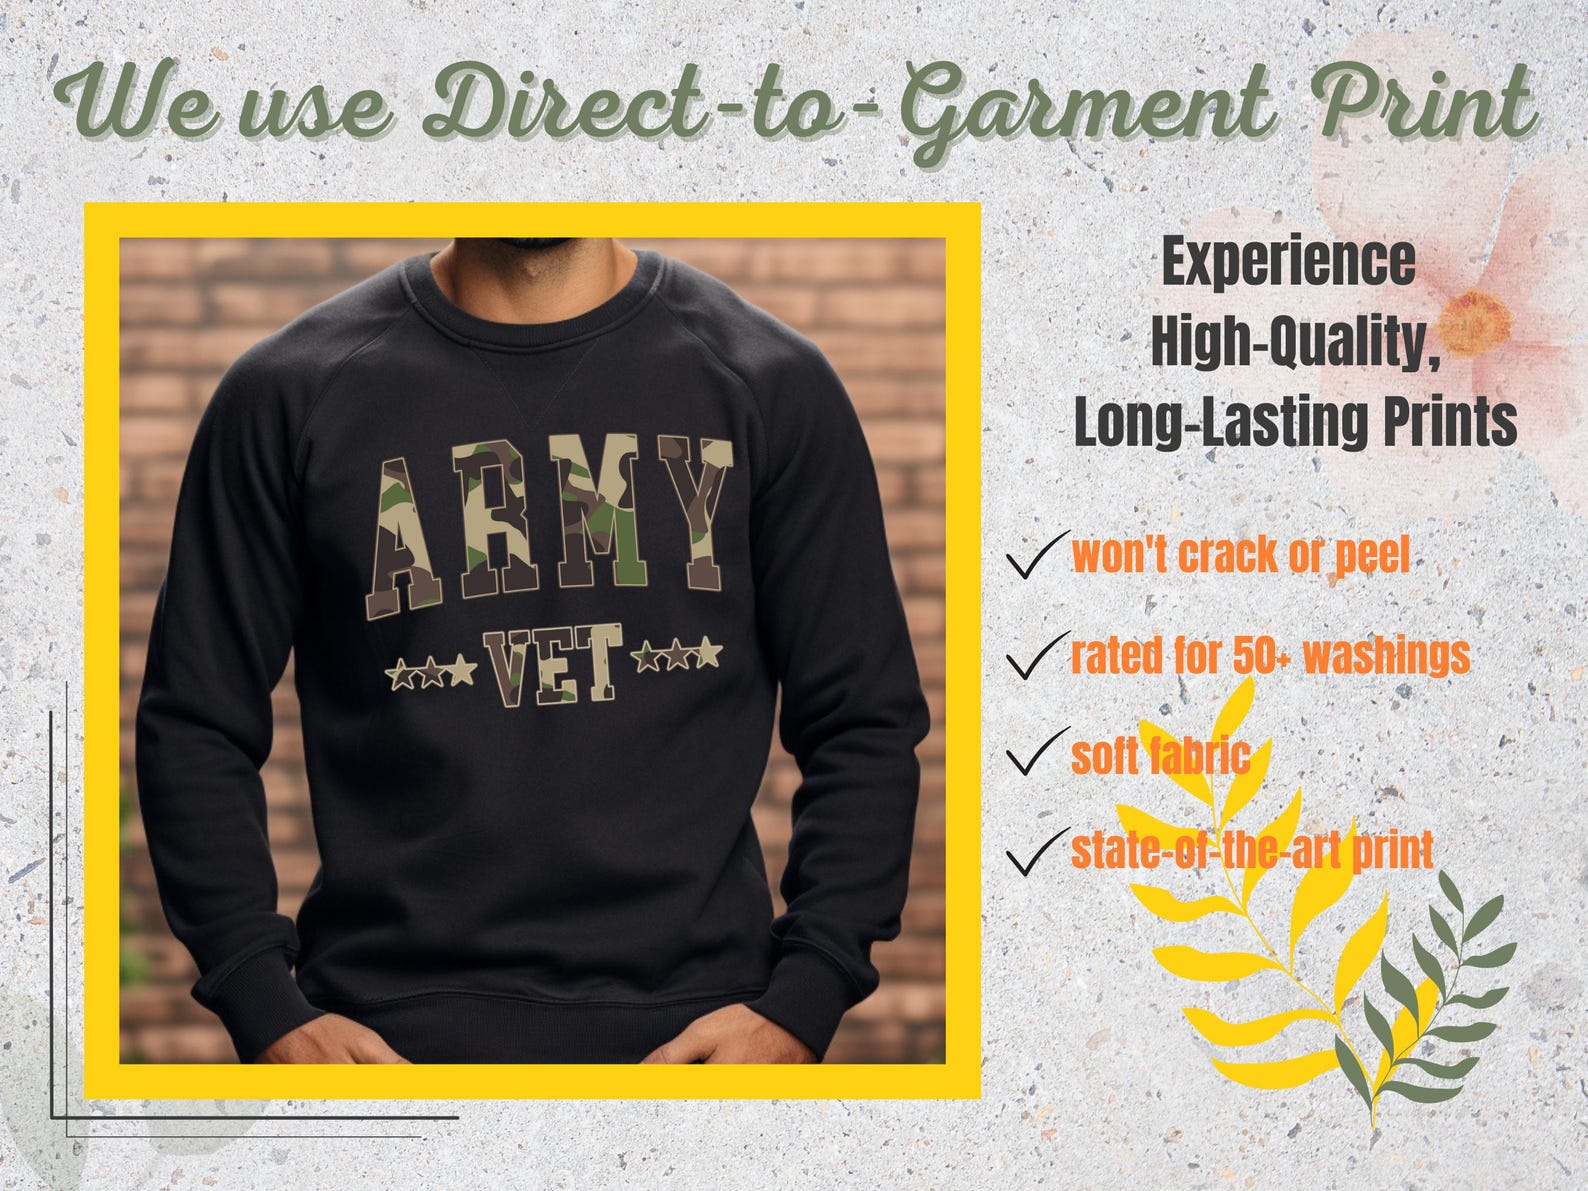 We use Direct-to-Garment Print
Experience
High-Quality,
Long-Lasting Prints
won't crack or peel
rated for 50+ washings
soft fabric
state-of-the-art print
ARMY
VET